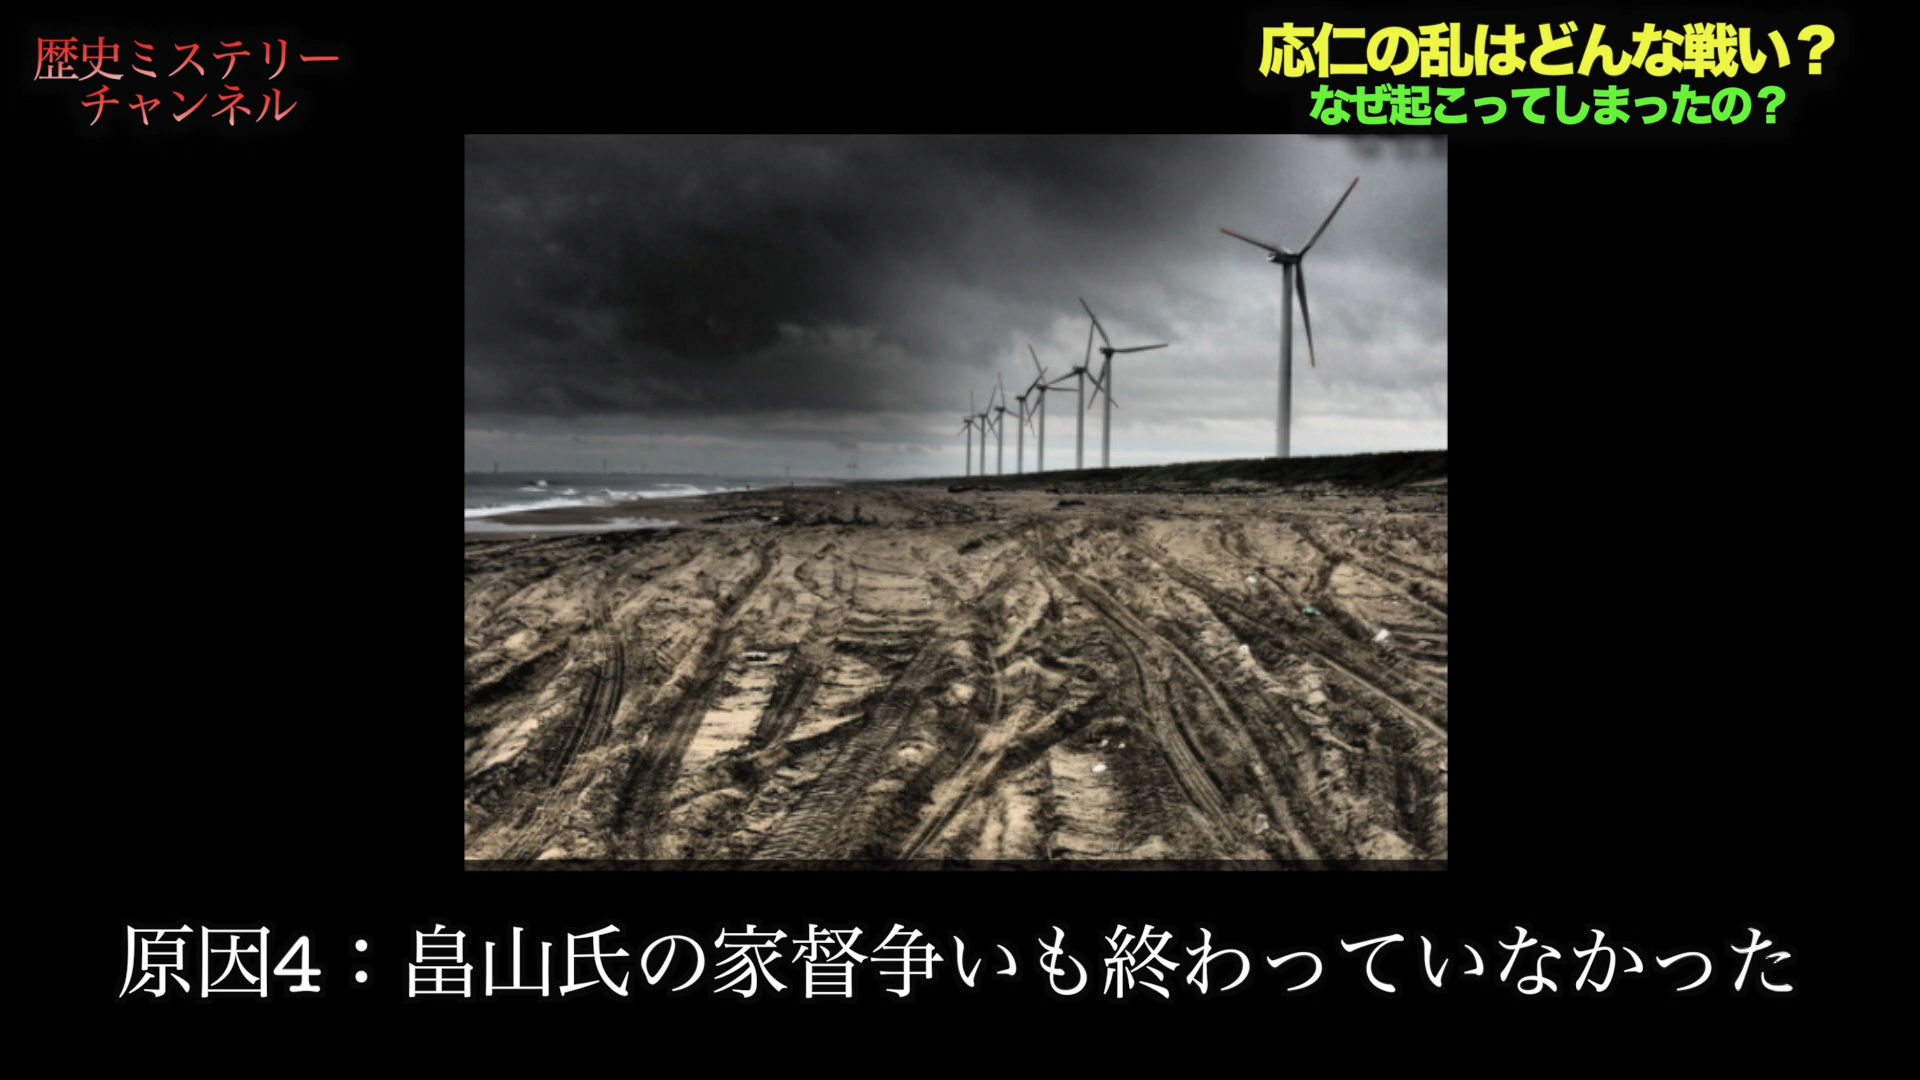 歴史ミステリー
チャンネル
応仁の乱はどんな戦い？
なぜ起こってしまったの？
原因4：畠山氏の家督争いも終わっていなかった